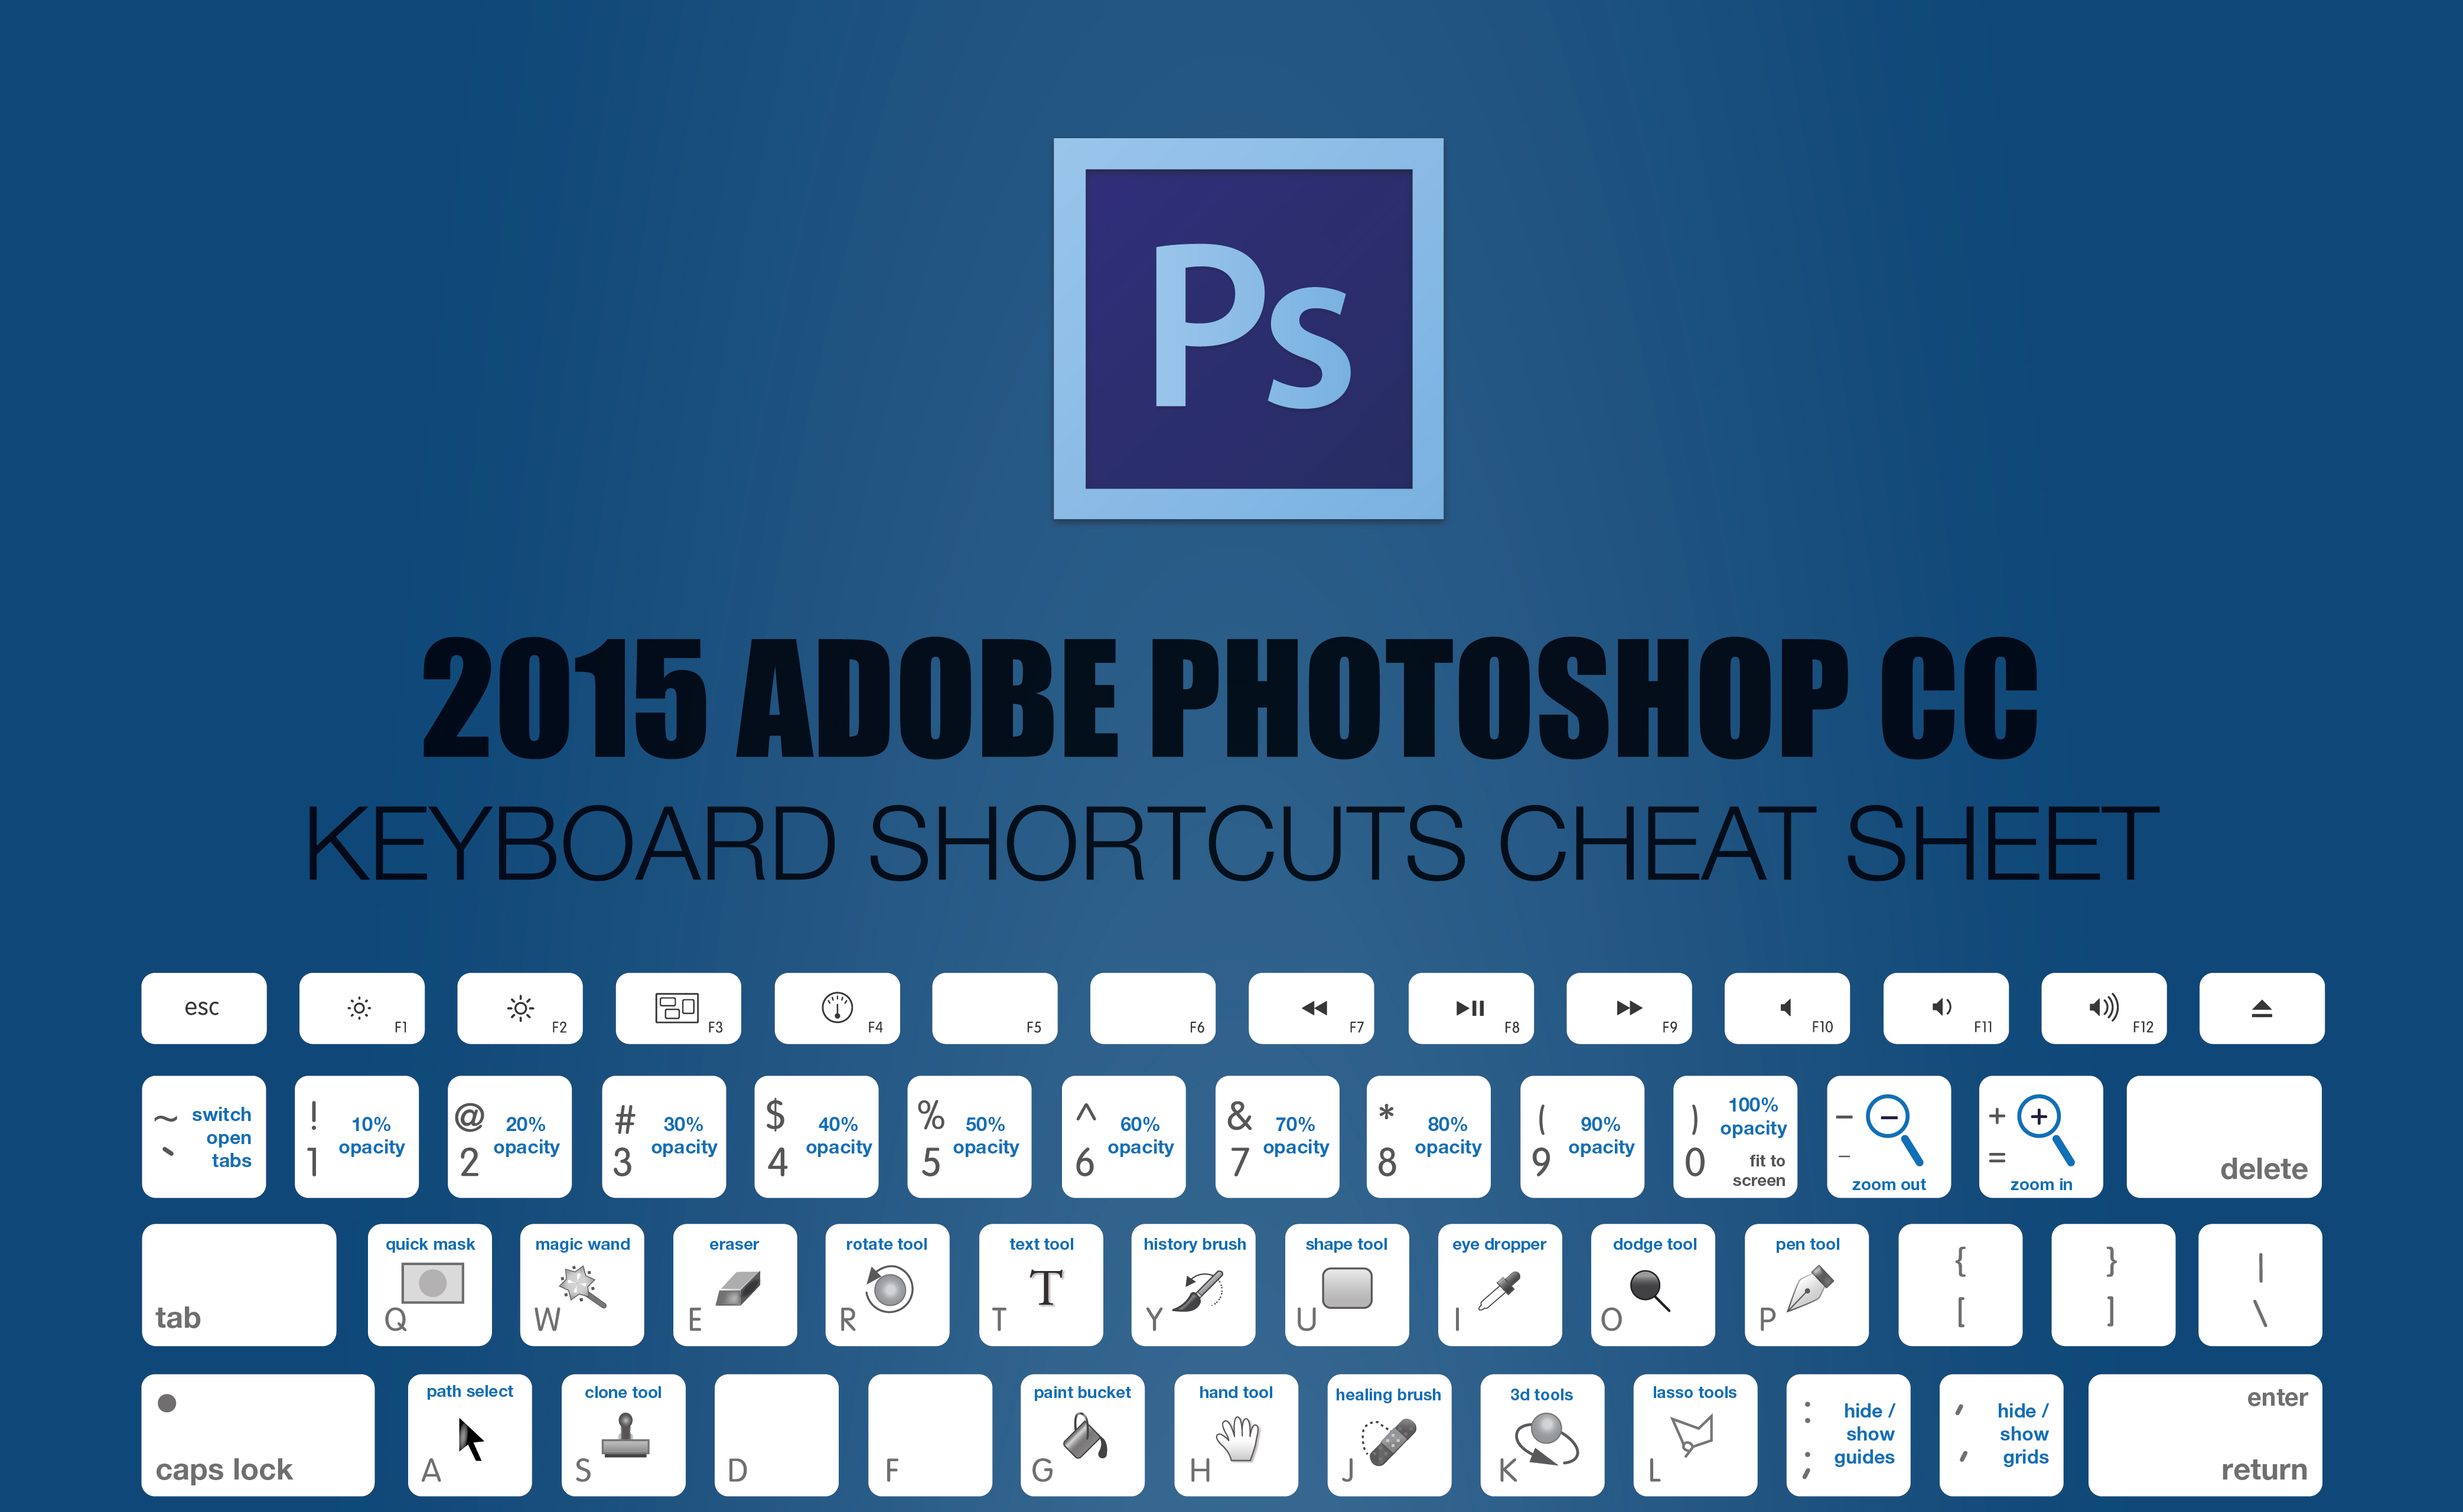 Ps
2015 ADOBE PHOTOSHOP CC
KEYBOARD SHORTCUTS CHEAT SHEET
esc F1 F2 F3 F4 F5 F6 F7 F8 F9 F10 F11 F12
~ ` switch open tabs
! 1 10% opacity
@ 2 20% opacity
# 3 30% opacity
$ 4 40% opacity
% 5 50% opacity
^ 6 60% opacity
& 7 70% opacity
* 8 80% opacity
( 9 90% opacity
) 0 100% opacity fit to screen
– _ zoom out
+ = zoom in
delete
tab
quick mask Q
magic wand W
eraser E
rotate tool R
text tool T T
history brush Y
shape tool U
eye dropper I
dodge tool O
pen tool P
{ [
} ]
| \
caps lock
path select A
clone tool S
D
F
paint bucket G
hand tool H
healing brush J
3d tools K
lasso tools L
: ; hide / show guides
' , hide / show grids
enter return